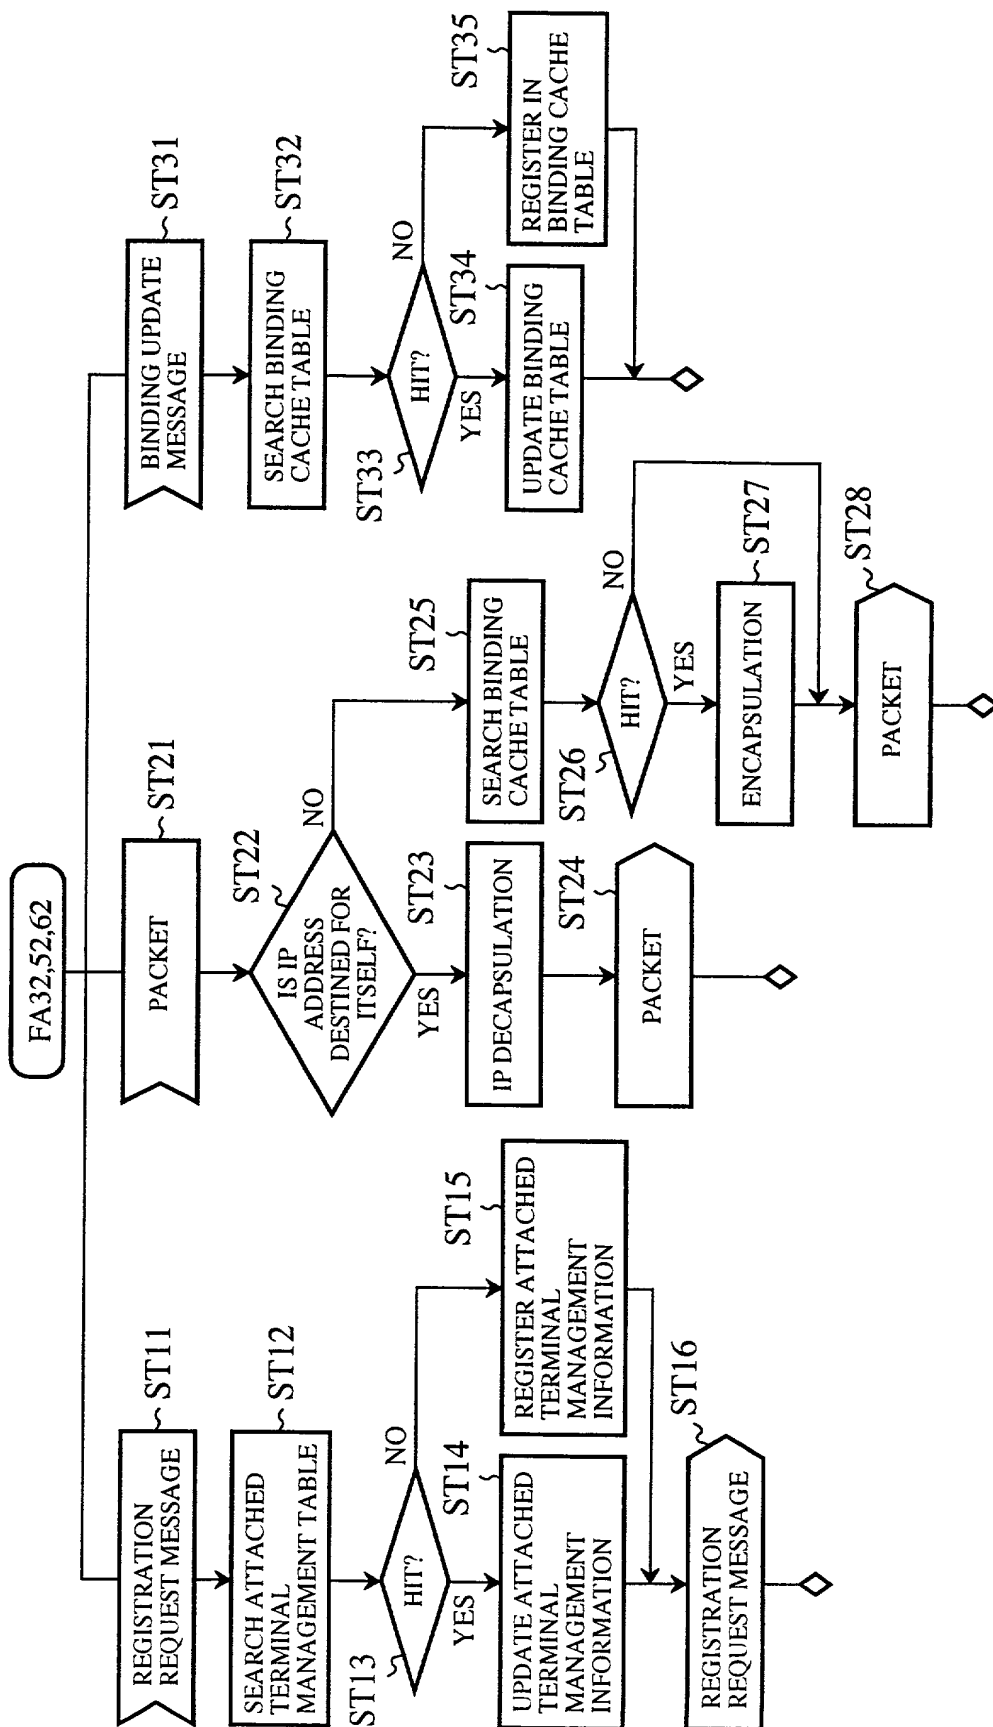 FA32,52,62
REGISTRATION
REQUEST MESSAGE
ST11
SEARCH ATTACHED
TERMINAL
MANAGEMENT TABLE
ST12
HIT?
ST13
YES
NO
UPDATE ATTACHED
TERMINAL
MANAGEMENT
INFORMATION
ST14
REGISTER ATTACHED
TERMINAL
MANAGEMENT
INFORMATION
ST15
REGISTRATION
REQUEST MESSAGE
ST16
PACKET
ST21
IS IP
ADDRESS
DESTINED FOR
ITSELF?
ST22
YES
NO
IP DECAPSULATION
ST23
PACKET
ST24
SEARCH BINDING
CACHE TABLE
ST25
HIT?
ST26
YES
NO
ENCAPSULATION
ST27
PACKET
ST28
BINDING UPDATE
MESSAGE
ST31
SEARCH BINDING
CACHE TABLE
ST32
HIT?
ST33
YES
NO
UPDATE BINDING
CACHE TABLE
ST34
REGISTER IN
BINDING CACHE
TABLE
ST35